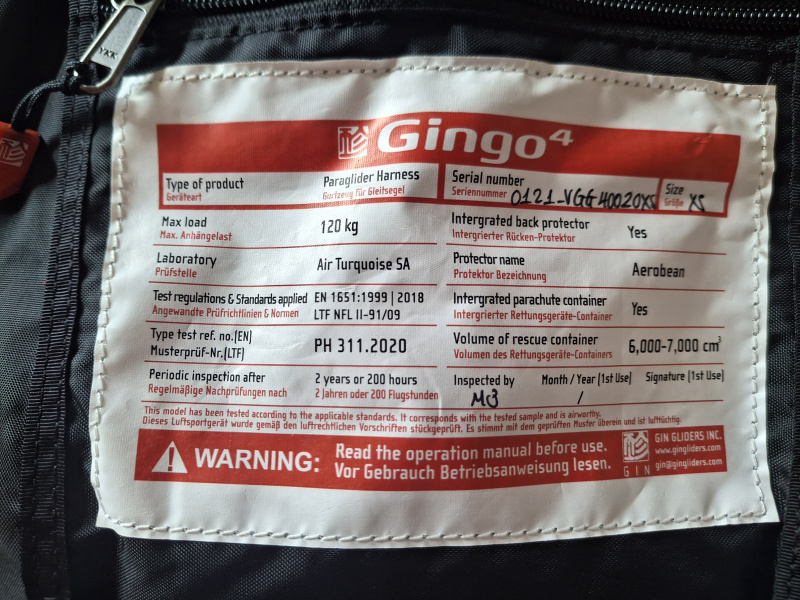 YKK
Gingo4
Type of product Paraglider Harness Serial number Size
Geräteart Gurtzeug für Gleitsegel Seriennummer 0121-VGG40020XS Größe XS
Max load 120 kg Intergrated back protector Yes
Max. Anhängelast Intergrierter Rücken-Protektor
Laboratory Air Turquoise SA Protector name Aerobean
Prüfstelle Protektor Bezeichnung
Test regulations & Standards applied EN 1651:1999 | 2018 Intergrated parachute container Yes
Angewandte Prüfrichtlinien & Normen LTF NFL II-91/09 Intergrierter Rettungsgeräte-Container
Type test ref. no.(EN) PH 311.2020 Volume of rescue container 6,000-7,000 cm³
Musterprüf-Nr.(LTF) Volumen des Rettungsgeräte-Containers
Periodic inspection after 2 years or 200 hours Inspected by Month / Year (1st Use) Signature (1st Use)
Regelmäßige Nachprüfungen nach 2 Jahren oder 200 Flugstunden /
This model has been tested according to the applicable standards. It corresponds with the tested sample and is airworthy.
Dieses Luftsportgerät wurde gemäß den luftrechtlichen Vorschriften stückgeprüft. Es stimmt mit dem geprüften Muster überein und ist lufttüchtig.
WARNING: Read the operation manual before use.
Vor Gebrauch Betriebsanweisung lesen.
GIN GLIDERS INC.
www.gingliders.com
GIN gin@gingliders.com